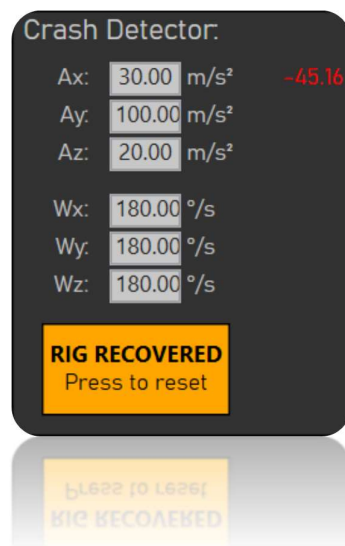 Crash Detector:
Ax: 30.00 m/s² -45.16
Ay: 100.00 m/s²
Az: 20.00 m/s²
Wx: 180.00 °/s
Wy: 180.00 °/s
Wz: 180.00 °/s
RIG RECOVERED
Press to reset